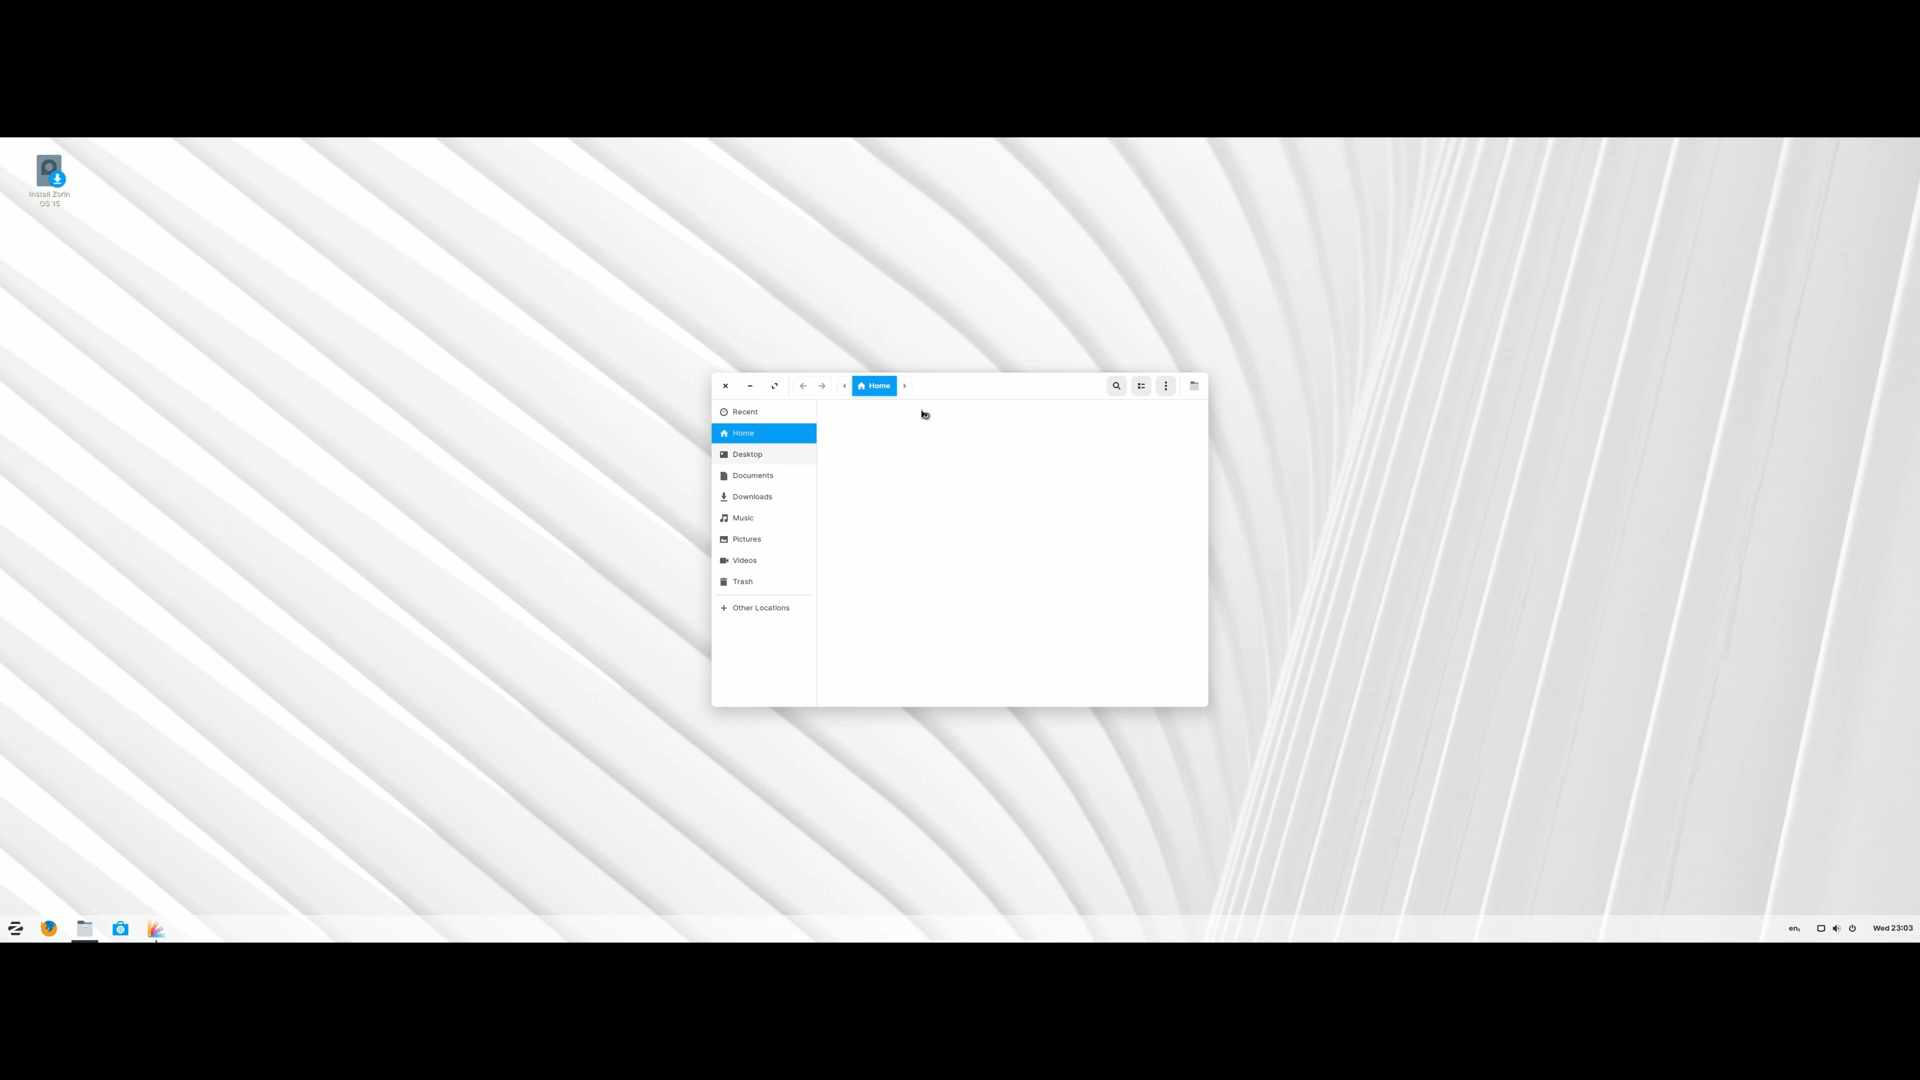 Install Zorin
OS 15
Home
Recent
Home
Desktop
Documents
Downloads
Music
Pictures
Videos
Trash
Other Locations
en₁
Wed 23:03